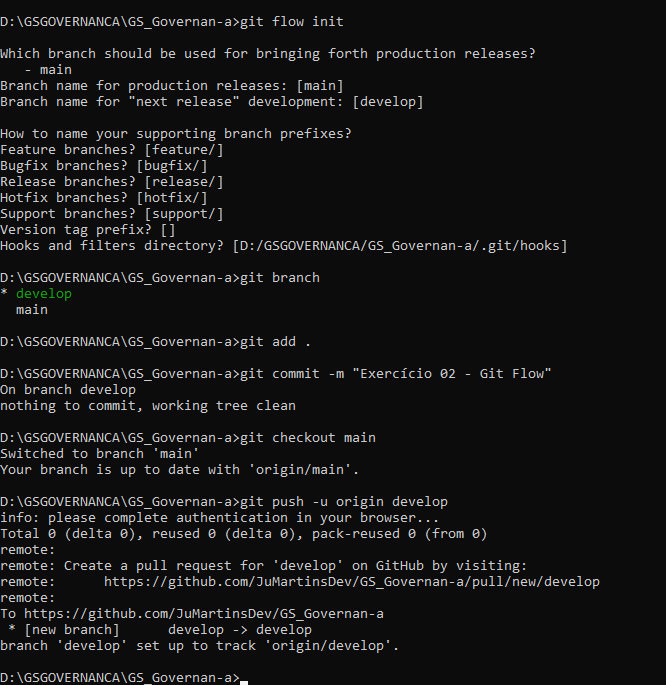 D:\GSGOVERNANCA\GS_Governan-a>git flow init
Which branch should be used for bringing forth production releases?
   - main
Branch name for production releases: [main]
Branch name for "next release" development: [develop]
How to name your supporting branch prefixes?
Feature branches? [feature/]
Bugfix branches? [bugfix/]
Release branches? [release/]
Hotfix branches? [hotfix/]
Support branches? [support/]
Version tag prefix? []
Hooks and filters directory? [D:/GSGOVERNANCA/GS_Governan-a/.git/hooks]
D:\GSGOVERNANCA\GS_Governan-a>git branch
* develop
  main
D:\GSGOVERNANCA\GS_Governan-a>git add .
D:\GSGOVERNANCA\GS_Governan-a>git commit -m "Exercício 02 - Git Flow"
On branch develop
nothing to commit, working tree clean
D:\GSGOVERNANCA\GS_Governan-a>git checkout main
Switched to branch 'main'
Your branch is up to date with 'origin/main'.
D:\GSGOVERNANCA\GS_Governan-a>git push -u origin develop
info: please complete authentication in your browser...
Total 0 (delta 0), reused 0 (delta 0), pack-reused 0 (from 0)
remote:
remote: Create a pull request for 'develop' on GitHub by visiting:
remote:      https://github.com/JuMartinsDev/GS_Governan-a/pull/new/develop
remote:
To https://github.com/JuMartinsDev/GS_Governan-a
 * [new branch]      develop -> develop
branch 'develop' set up to track 'origin/develop'.
D:\GSGOVERNANCA\GS_Governan-a>